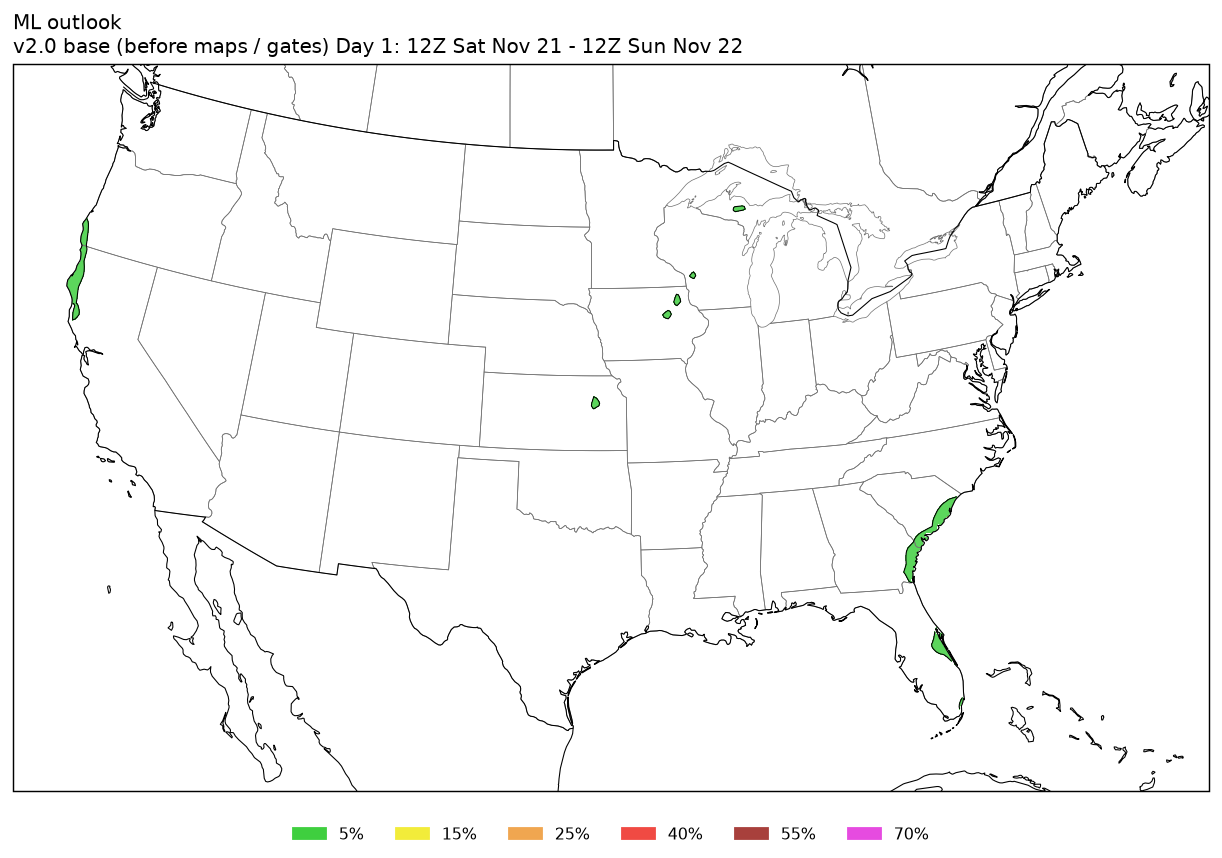 ML outlook
v2.0 base (before maps / gates) Day 1: 12Z Sat Nov 21 - 12Z Sun Nov 22
5% 15% 25% 40% 55% 70%